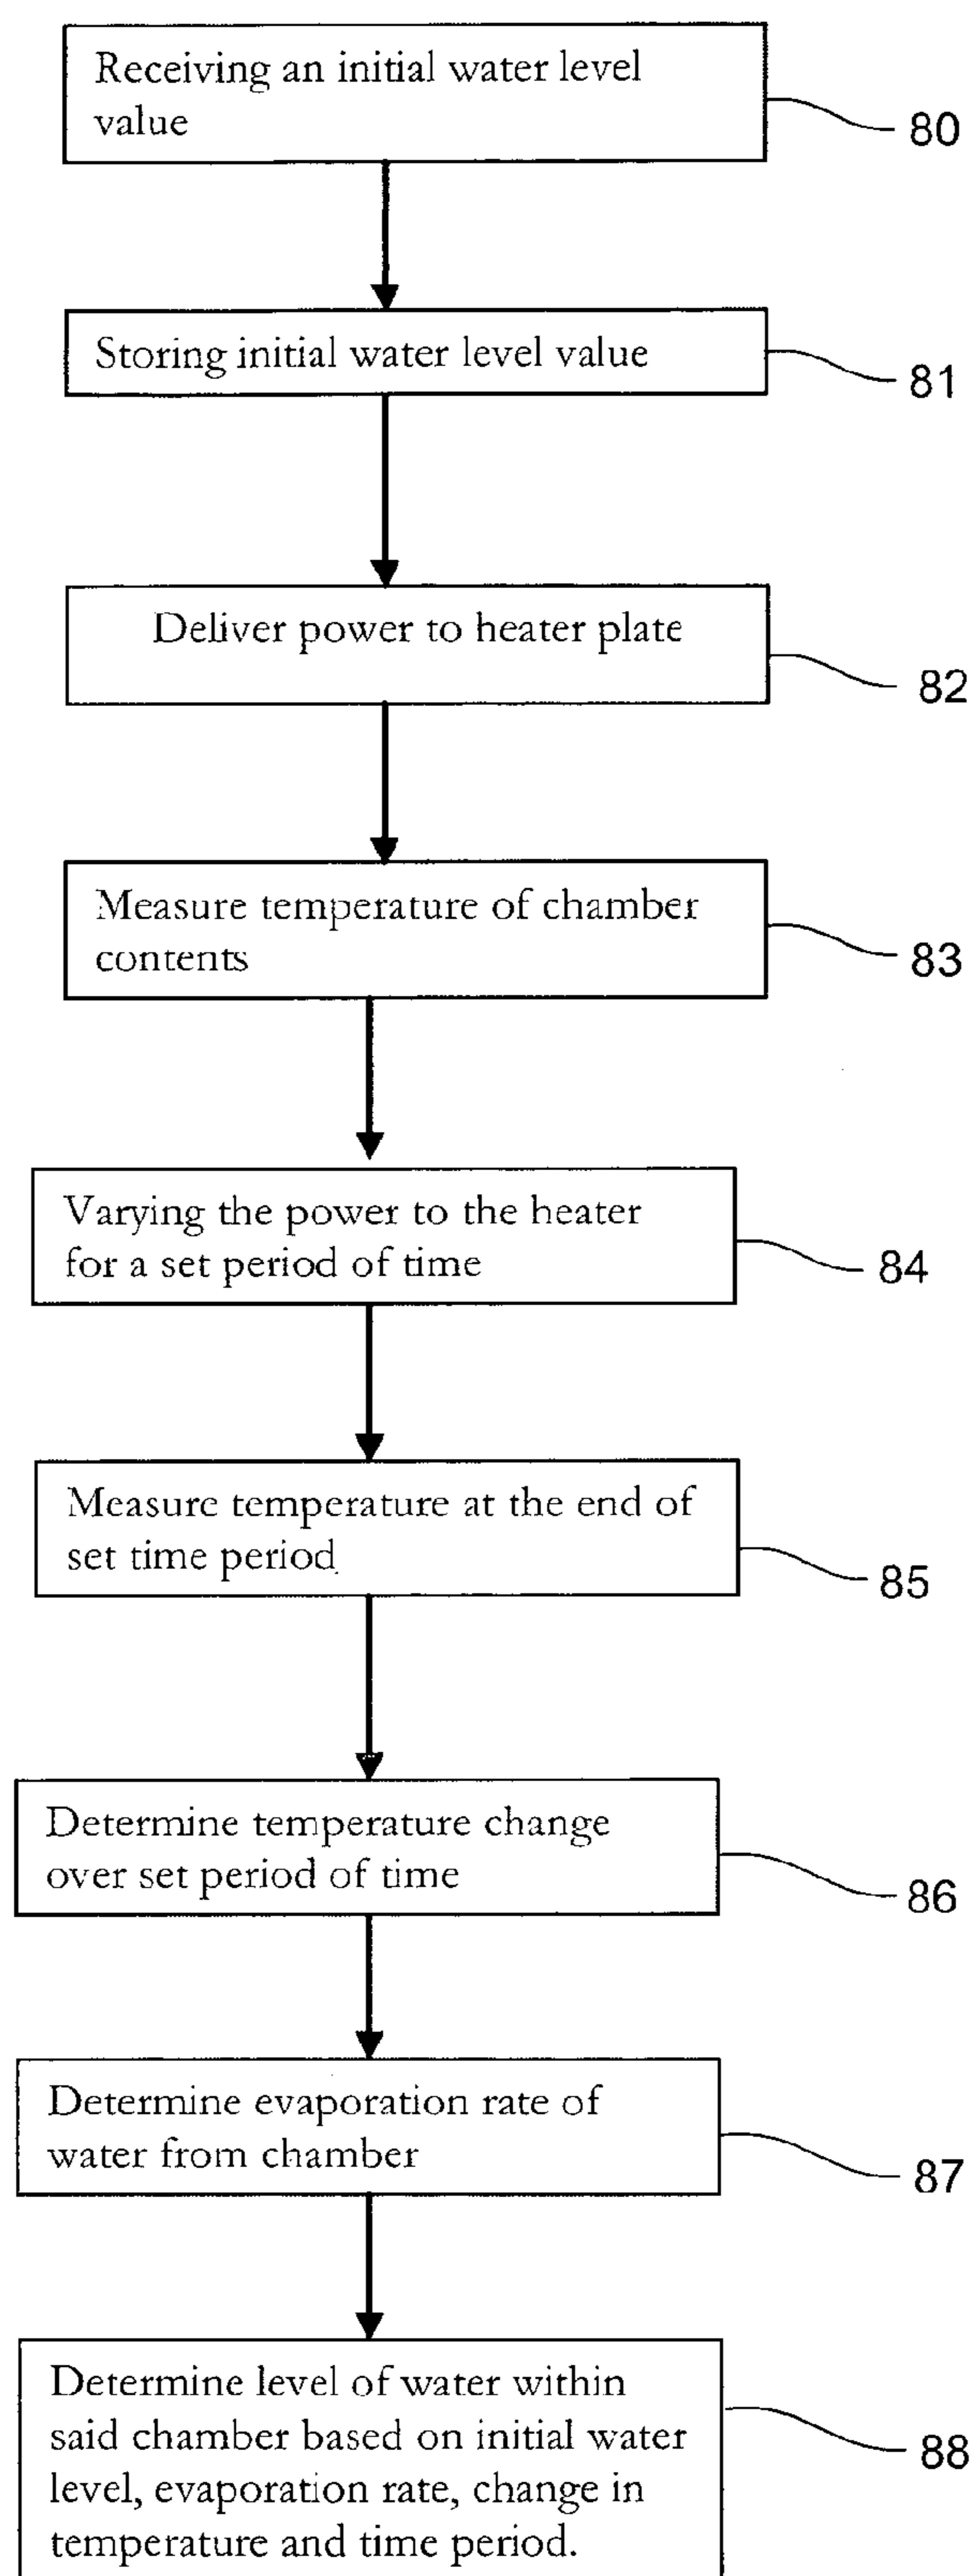 Receiving an initial water level
value
80
Storing initial water level value
81
Deliver power to heater plate
82
Measure temperature of chamber
contents
83
Varying the power to the heater
for a set period of time
84
Measure temperature at the end of
set time period
85
Determine temperature change
over set period of time
86
Determine evaporation rate of
water from chamber
87
Determine level of water within
said chamber based on initial water
level, evaporation rate, change in
temperature and time period.
88